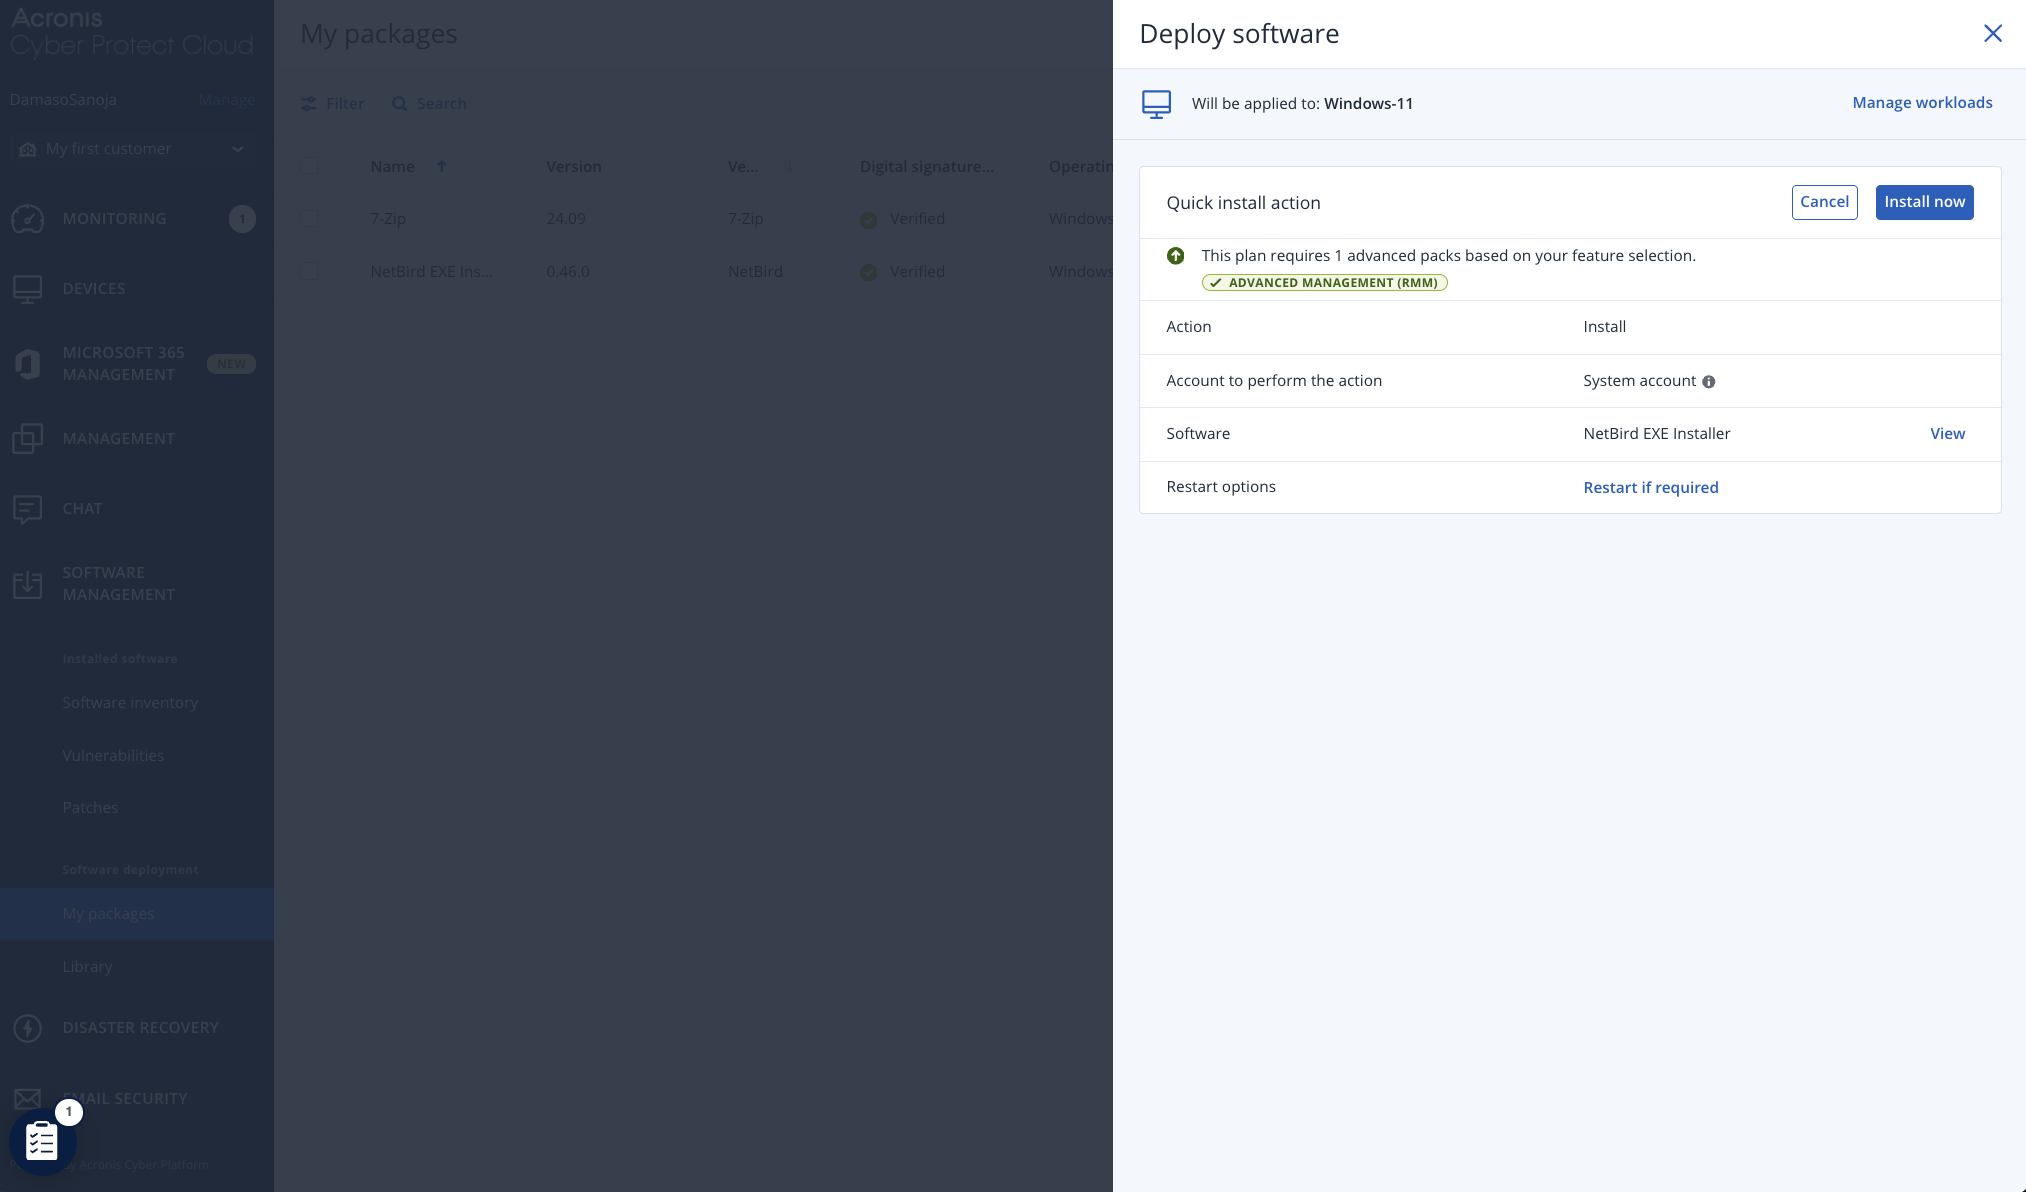 Acronis
Cyber Protect Cloud
DamasoSanoja Manage
My first customer
MONITORING 1
DEVICES
MICROSOFT 365
MANAGEMENT
NEW
MANAGEMENT
CHAT
SOFTWARE
MANAGEMENT
Installed software
Software inventory
Vulnerabilities
Patches
Software deployment
My packages
Library
DISASTER RECOVERY
EMAIL SECURITY
1
by Acronis Cyber Platform
My packages
Filter Search
Name Version Ve... Digital signature... Operatin
7-Zip 24.09 7-Zip Verified Windows
NetBird EXE Ins... 0.46.0 NetBird Verified Windows
Deploy software
Will be applied to: Windows-11 Manage workloads
Quick install action Cancel Install now
This plan requires 1 advanced packs based on your feature selection.
ADVANCED MANAGEMENT (RMM)
Action Install
Account to perform the action System account
Software NetBird EXE Installer View
Restart options Restart if required